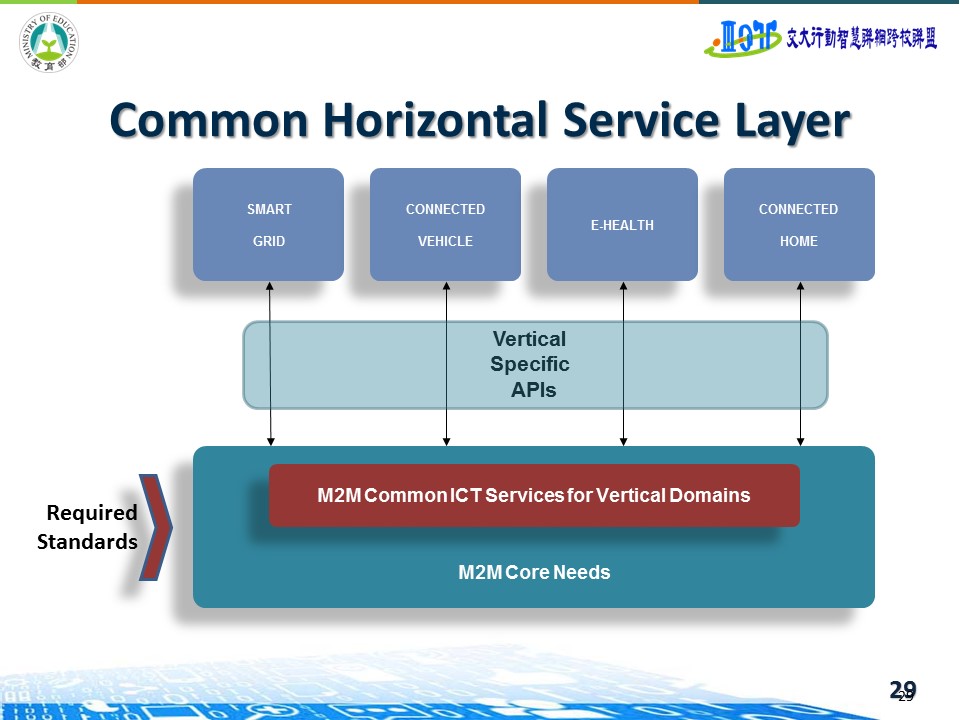 MINISTRY OF EDUCATION
教育部
IOT
交大行動智慧聯網跨校聯盟
Common Horizontal Service Layer
SMART
GRID
CONNECTED
VEHICLE
E-HEALTH
CONNECTED
HOME
Vertical
Specific
APIs
M2M Common ICT Services for Vertical Domains
Required
Standards
M2M Core Needs
29
29